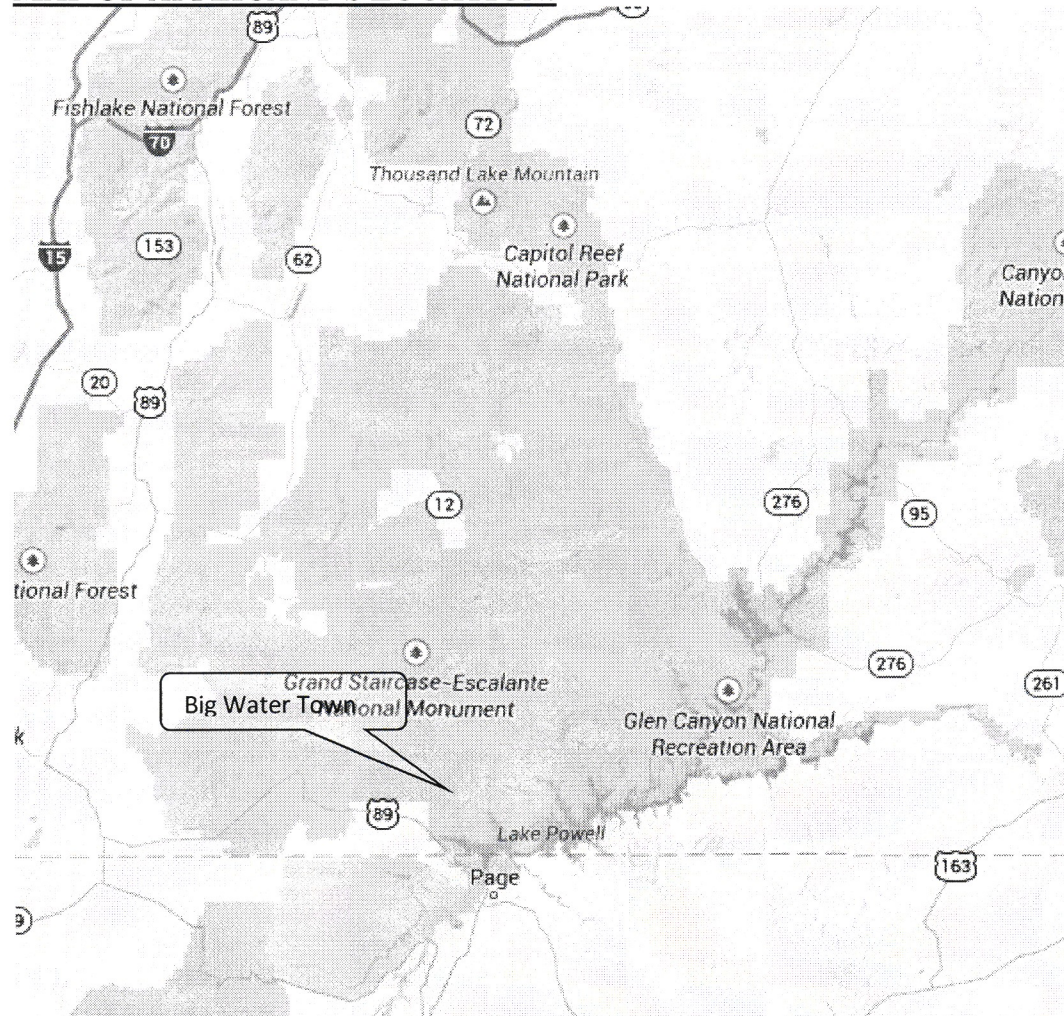 89
Fishlake National Forest
70
72
Thousand Lake Mountain
15
153
62
Capitol Reef
National Park
Canyo
Nation
20
89
12
276
95
tional Forest
276
Grand Staircase-Escalante
National Monument
Big Water Town
261
Glen Canyon National
Recreation Area
k
89
Lake Powell
163
Page
9